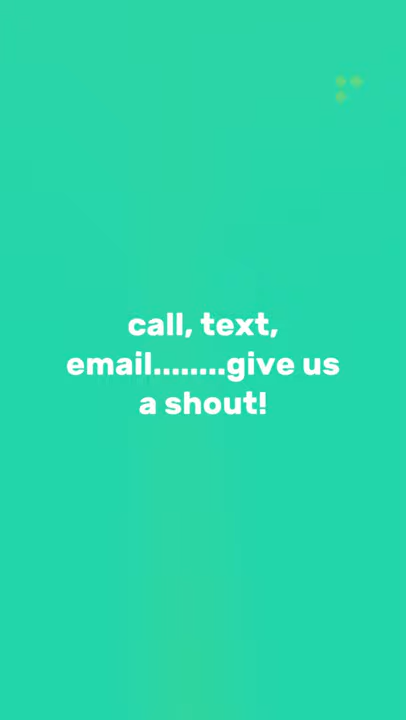 call, text,
email........give us
a shout!